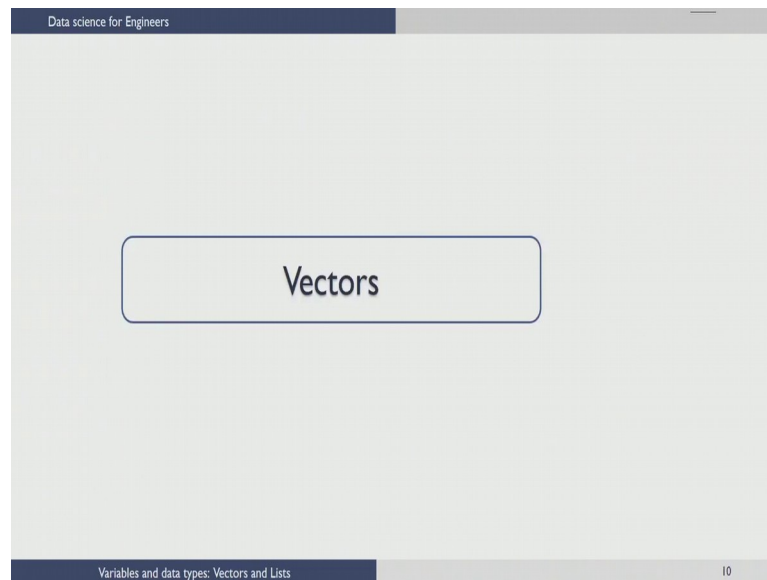 Data science for Engineers
Vectors
Variables and data types: Vectors and Lists
10